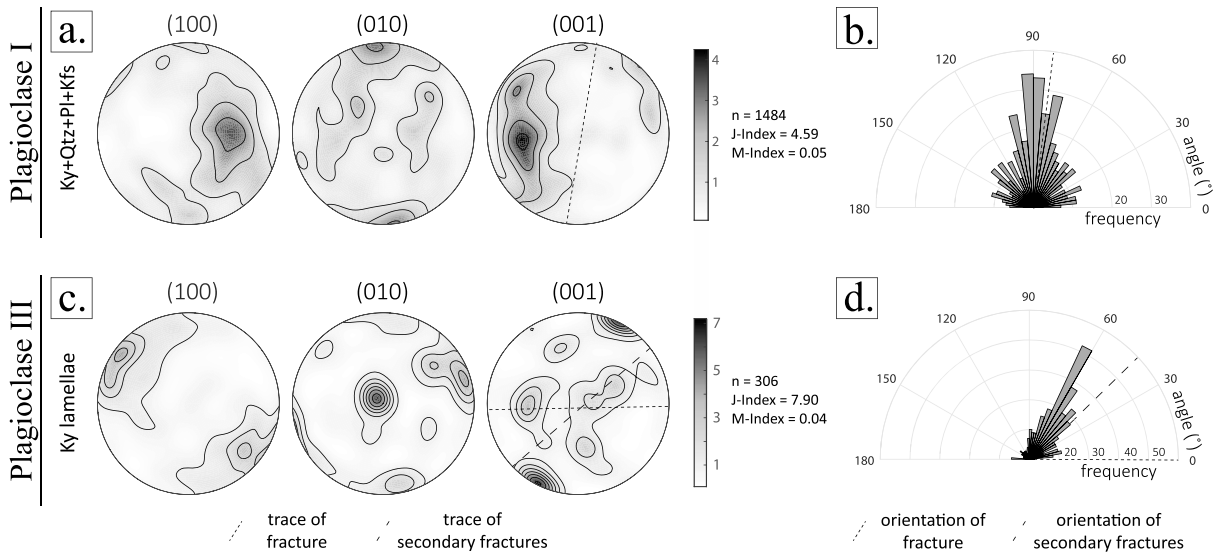 Plagioclase I
Ky+Qtz+Pl+Kfs
a.
(100)
(010)
(001)
4
3
2
1
n = 1484
J-Index = 4.59
M-Index = 0.05
b.
90
120
60
150
30
180
0
20
30
frequency
angle (°)
Plagioclase III
Ky lamellae
c.
(100)
(010)
(001)
7
5
3
1
n = 306
J-Index = 7.90
M-Index = 0.04
d.
90
120
60
150
30
180
0
20
30
40
50
frequency
angle (°)
trace of
fracture
trace of
secondary fractures
orientation of
fracture
orientation of
secondary fractures